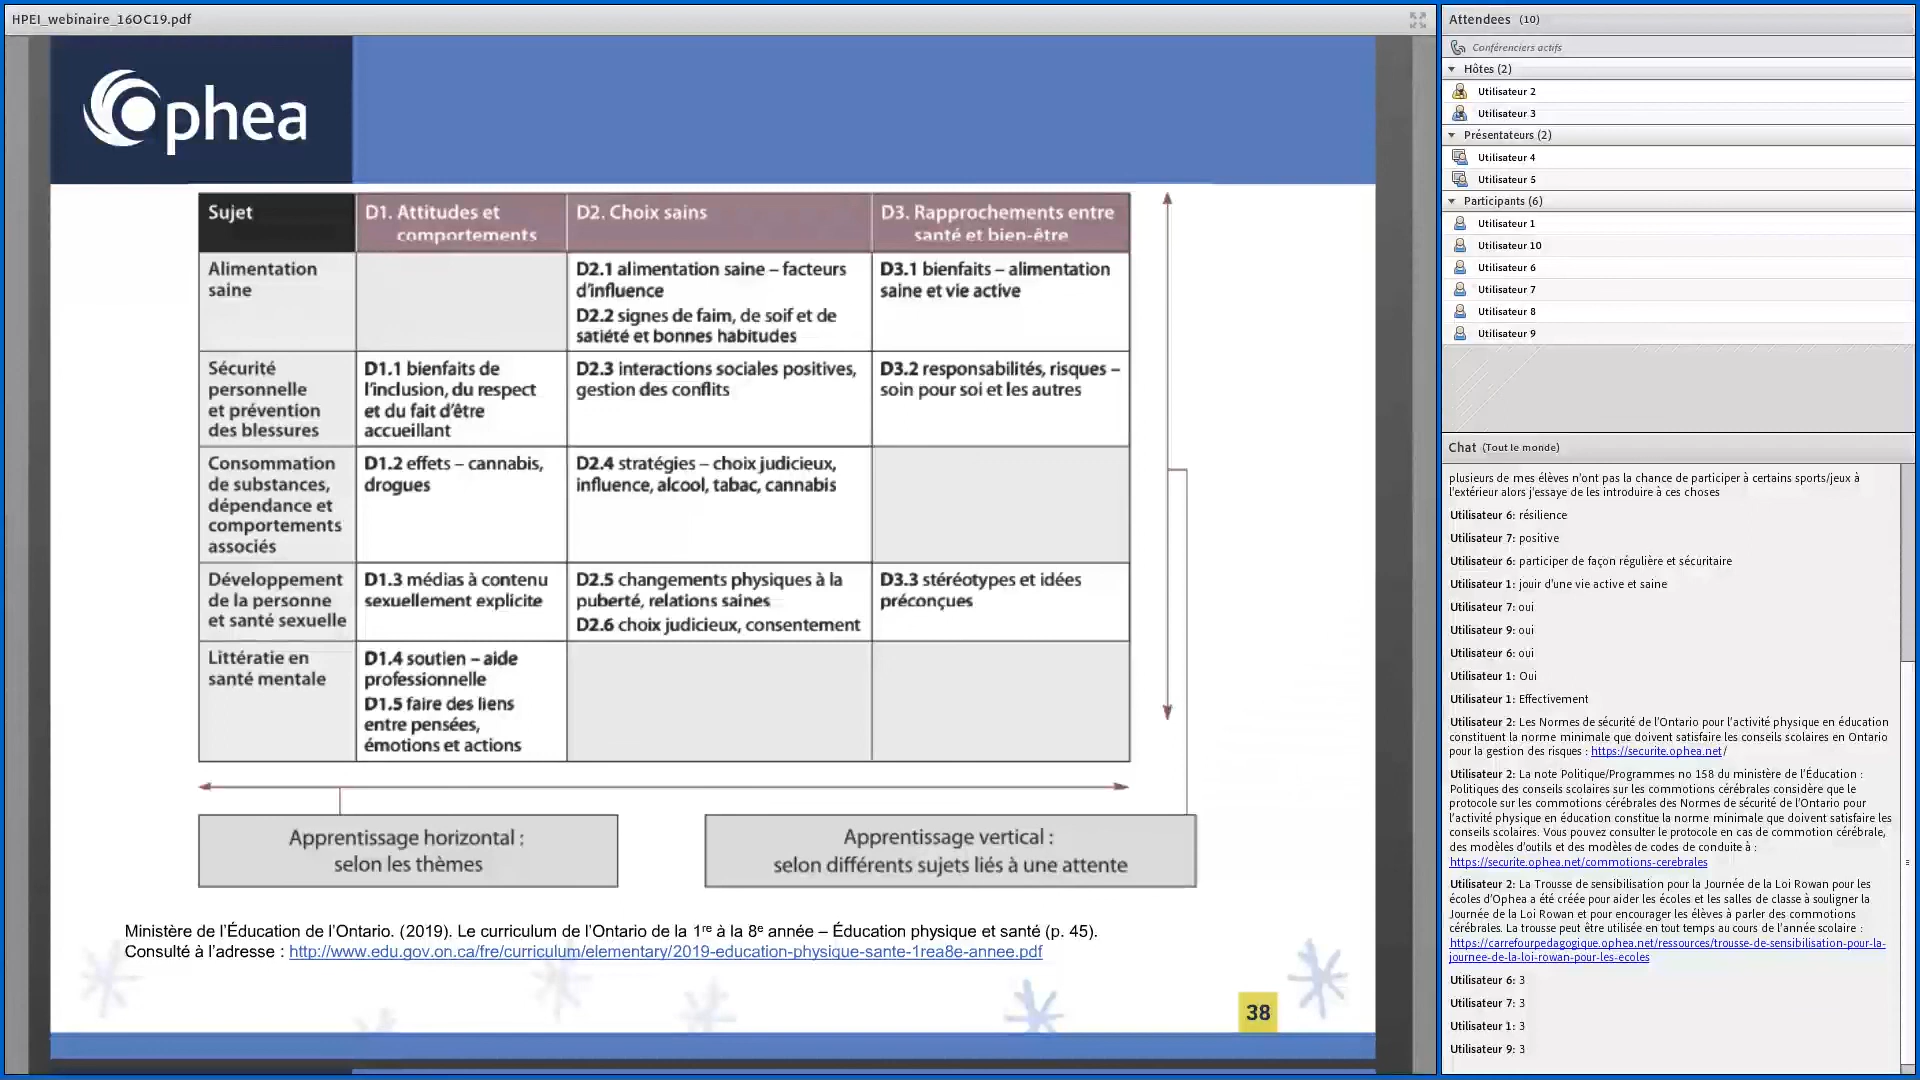 HPEI_webinaire_16OC19.pdf
Ophea
Sujet
D1. Attitudes et
comportements
D2. Choix sains
D3. Rapprochements entre
santé et bien-être
Alimentation
saine
D2.1 alimentation saine – facteurs
d'influence
D2.2 signes de faim, de soif et de
satiété et bonnes habitudes
D3.1 bienfaits – alimentation
saine et vie active
Sécurité
personnelle
et prévention
des blessures
D1.1 bienfaits de
l'inclusion, du respect
et du fait d'être
accueillant
D2.3 interactions sociales positives,
gestion des conflits
D3.2 responsabilités, risques –
soin pour soi et les autres
Consommation
de substances,
dépendance et
comportements
associés
D1.2 effets – cannabis,
drogues
D2.4 stratégies – choix judicieux,
influence, alcool, tabac, cannabis
Développement
de la personne
et santé sexuelle
D1.3 médias à contenu
sexuellement explicite
D2.5 changements physiques à la
puberté, relations saines
D2.6 choix judicieux, consentement
D3.3 stéréotypes et idées
préconçues
Littératie en
santé mentale
D1.4 soutien – aide
professionnelle
D1.5 faire des liens
entre pensées,
émotions et actions
Apprentissage horizontal :
selon les thèmes
Apprentissage vertical :
selon différents sujets liés à une attente
Ministère de l'Éducation de l'Ontario. (2019). Le curriculum de l'Ontario de la 1re à la 8e année – Éducation physique et santé (p. 45).
Consulté à l'adresse : http://www.edu.gov.on.ca/fre/curriculum/elementary/2019-education-physique-sante-1rea8e-annee.pdf
38
Attendees (10)
Conférenciers actifs
Hôtes (2)
Utilisateur 2
Utilisateur 3
Présentateurs (2)
Utilisateur 4
Utilisateur 5
Participants (6)
Utilisateur 1
Utilisateur 10
Utilisateur 6
Utilisateur 7
Utilisateur 8
Utilisateur 9
Chat (Tout le monde)
plusieurs de mes élèves n'ont pas la chance de participer à certains sports/jeux à
l'extérieur alors j'essaye de les introduire à ces choses
Utilisateur 6: résilience
Utilisateur 7: positive
Utilisateur 6: participer de façon régulière et sécuritaire
Utilisateur 1: jouir d'une vie active et saine
Utilisateur 7: oui
Utilisateur 9: oui
Utilisateur 6: oui
Utilisateur 1: Oui
Utilisateur 1: Effectivement
Utilisateur 2: Les Normes de sécurité de l'Ontario pour l'activité physique en éducation
constituent la norme minimale que doivent satisfaire les conseils scolaires en Ontario
pour la gestion des risques : https://securite.ophea.net/
Utilisateur 2: La note Politique/Programmes no 158 du ministère de l'Éducation :
Politiques des conseils scolaires sur les commotions cérébrales considère que le
protocole sur les commotions cérébrales des Normes de sécurité de l'Ontario pour
l'activité physique en éducation constitue la norme minimale que doivent satisfaire les
conseils scolaires. Vous pouvez consulter le protocole en cas de commotion cérébrale,
des modèles d'outils et des modèles de codes de conduite à :
https://securite.ophea.net/commotions-cerebrales
Utilisateur 2: La Trousse de sensibilisation pour la Journée de la Loi Rowan pour les
écoles d'Ophea a été créée pour aider les écoles et les salles de classe à souligner la
Journée de la Loi Rowan et pour encourager les élèves à parler des commotions
cérébrales. La trousse peut être utilisée en tout temps au cours de l'année scolaire :
https://carrefourpedagogique.ophea.net/ressources/trousse-de-sensibilisation-pour-la-
journee-de-la-loi-rowan-pour-les-ecoles
Utilisateur 6: 3
Utilisateur 7: 3
Utilisateur 1: 3
Utilisateur 9: 3